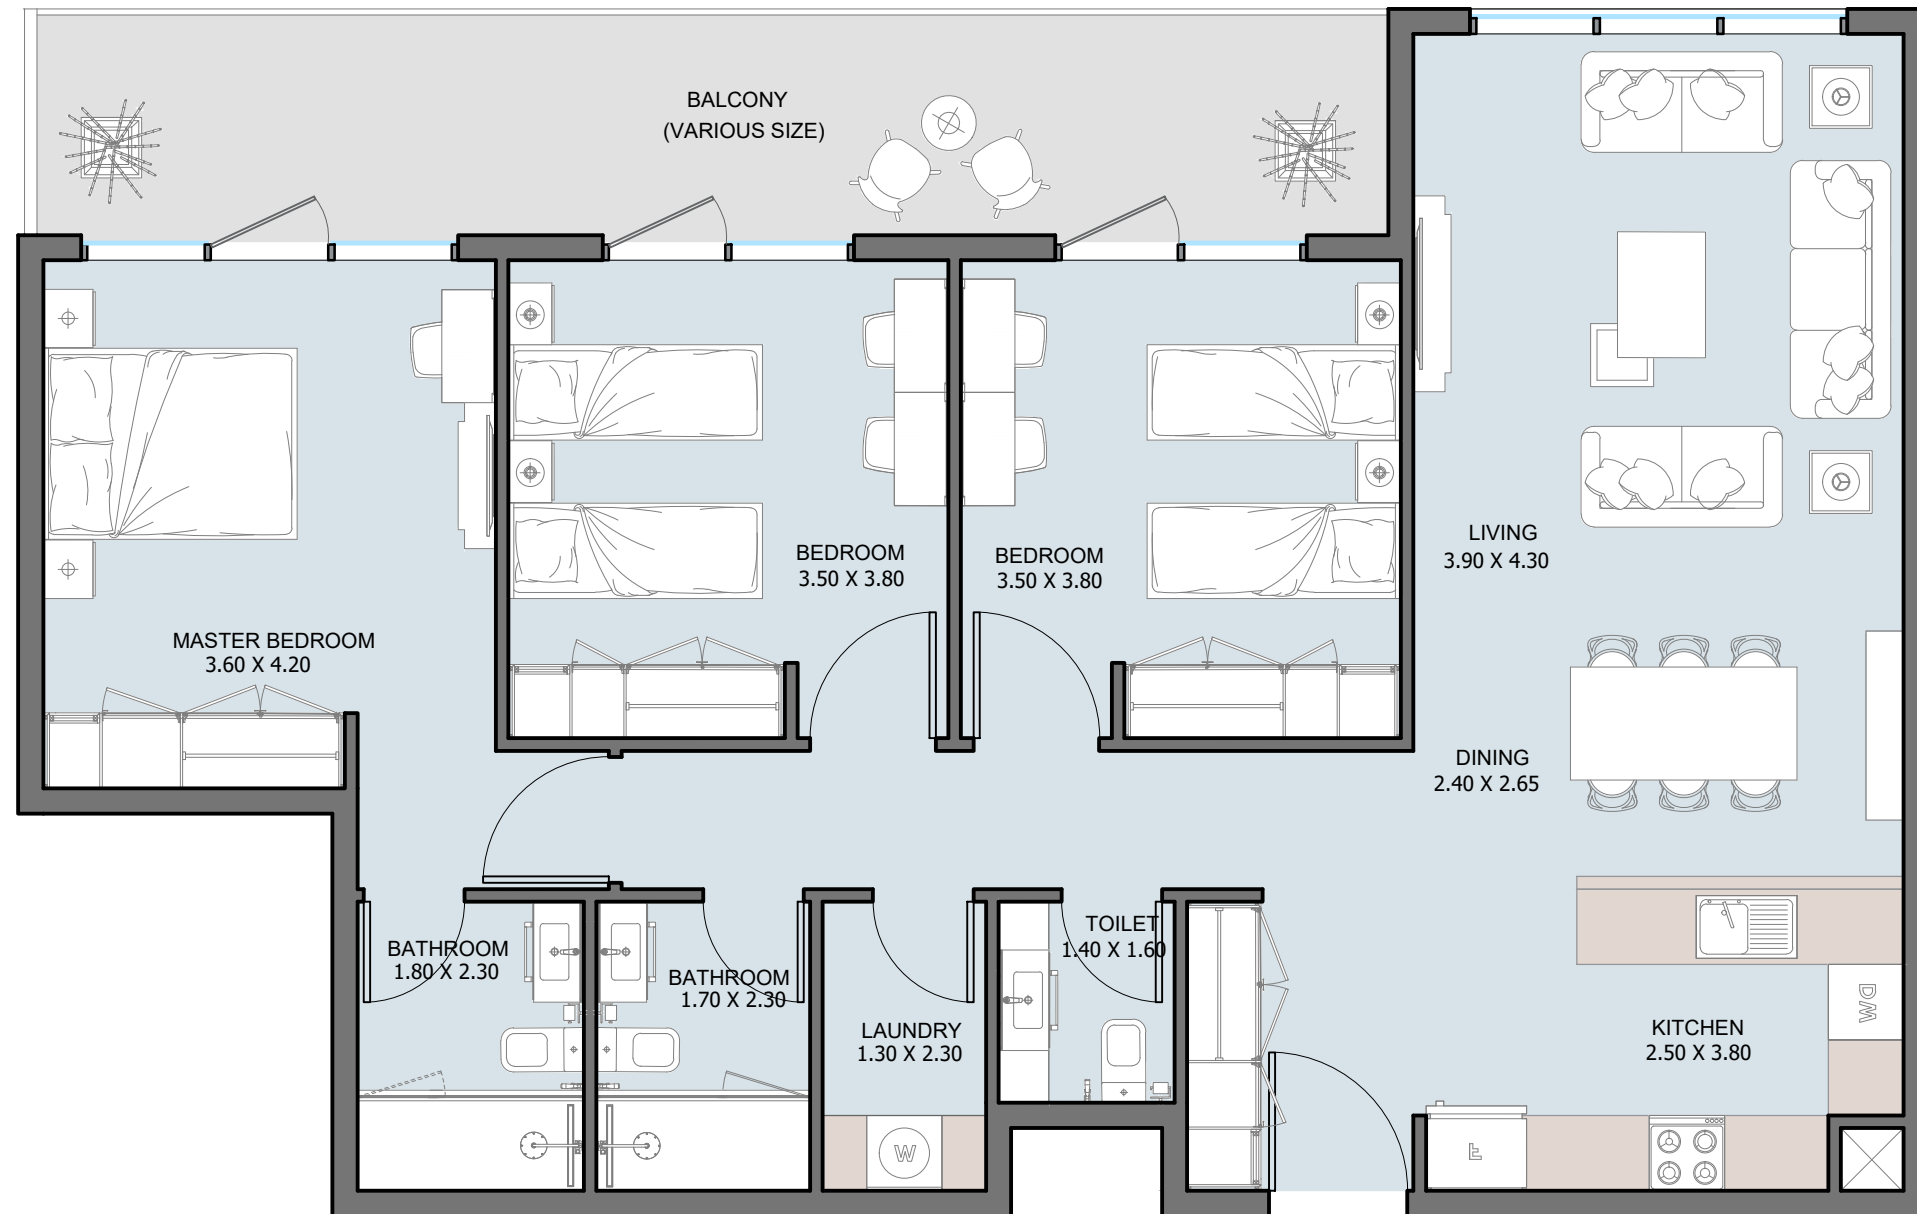 BALCONY
(VARIOUS SIZE)
LIVING
3.90 X 4.30
BEDROOM
3.50 X 3.80
BEDROOM
3.50 X 3.80
MASTER BEDROOM
3.60 X 4.20
DINING
2.40 X 2.65
BATHROOM
1.80 X 2.30
BATHROOM
1.70 X 2.30
LAUNDRY
1.30 X 2.30
TOILET
1.40 X 1.60
KITCHEN
2.50 X 3.80
DW
W
F